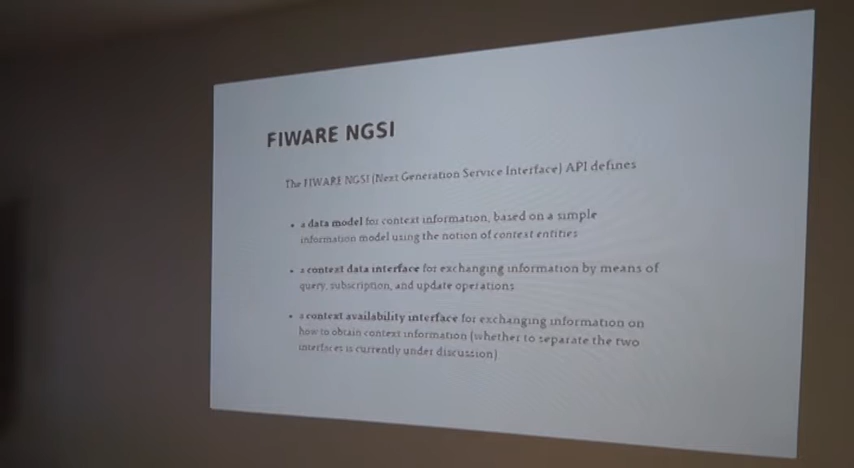 FIWARE NGSI
The FIWARE NGSI (Next Generation Service Interface) API defines
• a data model for context information, based on a simple
information model using the notion of context entities
• a context data interface for exchanging information by means of
query, subscription, and update operations
• a context availability interface for exchanging information on
how to obtain context information (whether to separate the two
interfaces is currently under discussion)